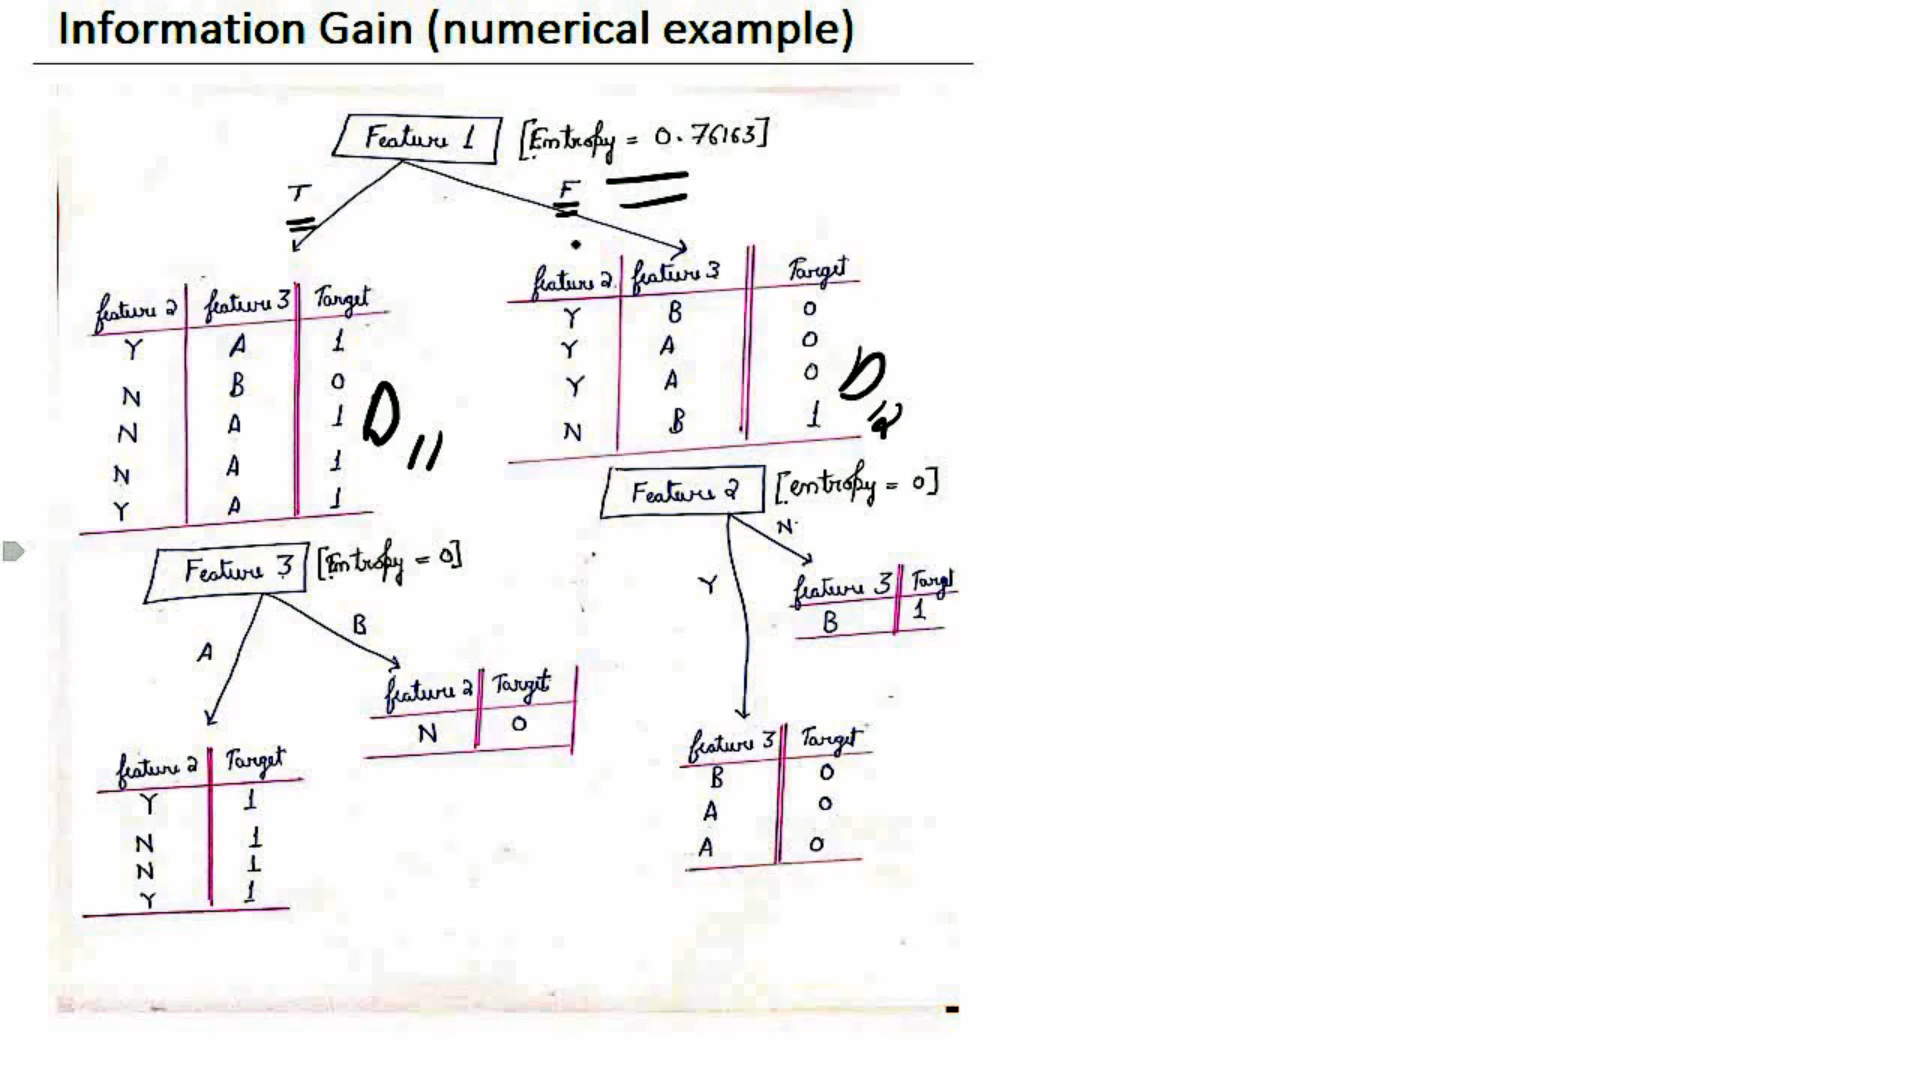 Information Gain (numerical example)
Feature 1 [Entropy = 0.76163]
T F
feature 2 feature 3 Target
Y A 1
N B 0
N A 1
N A 1
Y A 1
D11
feature 2 feature 3 Target
Y B 0
Y A 0
Y A 0
N B 1
D12
Feature 3 [Entropy = 0]
A B
feature 2 Target
N 0
feature 2 Target
Y 1
N 1
N 1
Y 1
Feature 2 [entropy = 0]
Y N
feature 3 Target
B 1
feature 3 Target
B 0
A 0
A 0